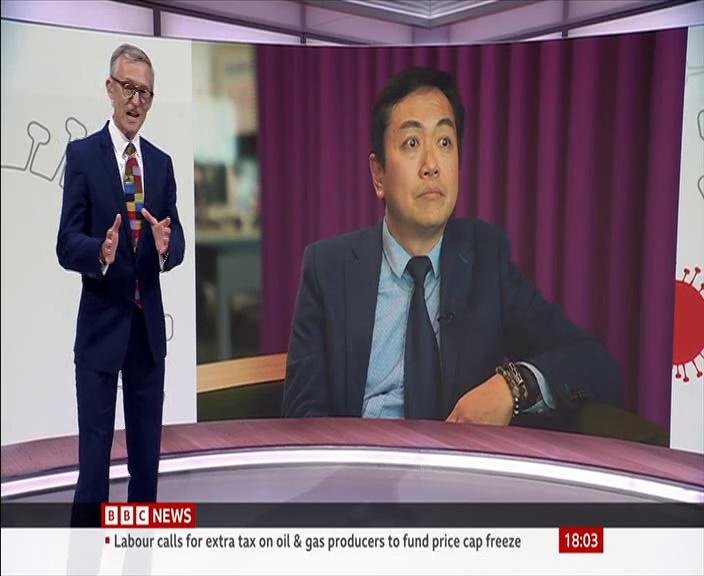 BBC NEWS
Labour calls for extra tax on oil & gas producers to fund price cap freeze
18:03